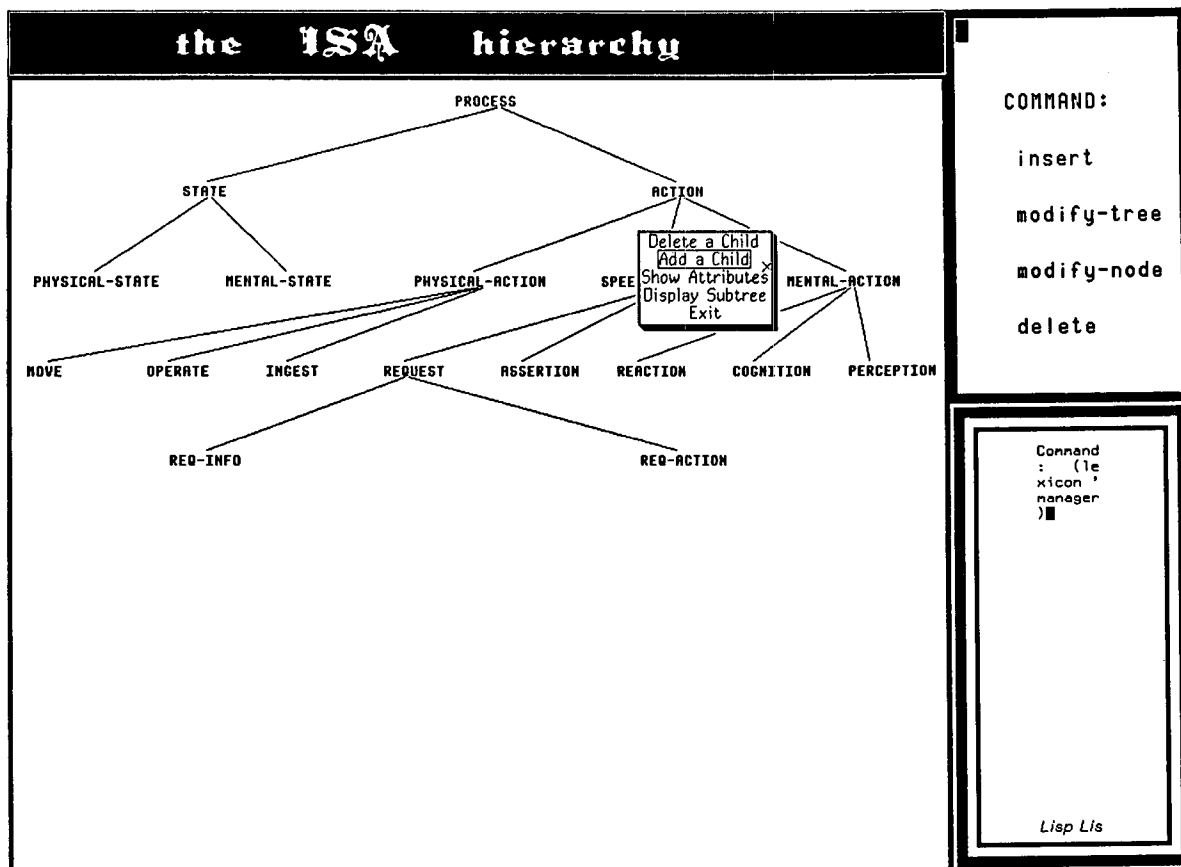 the ISA hierarchy
PROCESS
STATE ACTION
Delete a Child
Add a Child
Show Attributes
Display Subtree
Exit
PHYSICAL-STATE MENTAL-STATE PHYSICAL-ACTION SPEE MENTAL-ACTION
MOVE OPERATE INGEST REQUEST ASSERTION REACTION COGNITION PERCEPTION
REQ-INFO REQ-ACTION
COMMAND:
insert
modify-tree
modify-node
delete
Command
: (le
xicon '
manager
)
Lisp Lis